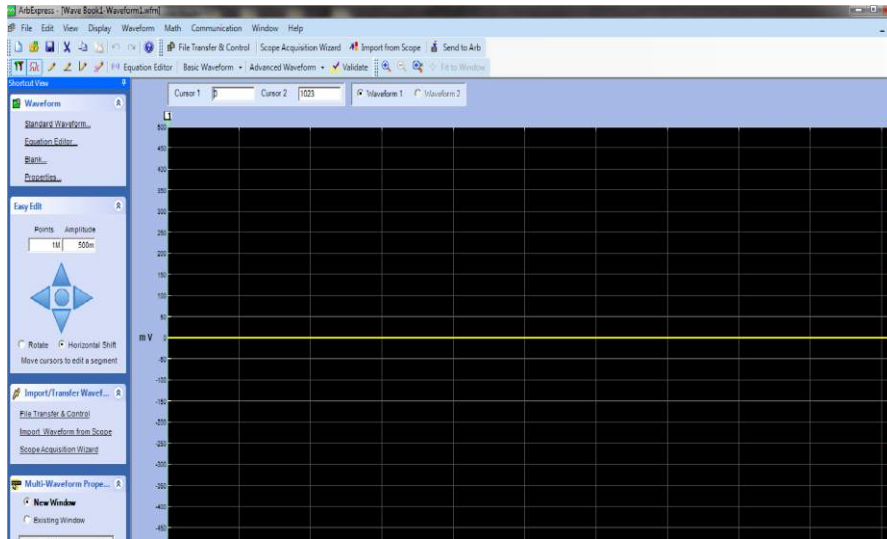 ArbExpress - [Wave Book1-Waveform1.wfm]
File Edit View Display Waveform Math Communication Window Help
File Transfer & Control Scope Acquisition Wizard Import from Scope Send to Arb
Equation Editor Basic Waveform Advanced Waveform Validate Fit to Window
Shortcut View
Cursor 1 0 Cursor 2 1023 Waveform 1 Waveform 2
Waveform
Standard Waveform...
Equation Editor...
Blank...
Properties...
Easy Edit
Points Amplitude
1M 500m
Rotate Horizontal Shift
Move cursors to edit a segment
Import/Transfer Wavef...
File Transfer & Control
Import Waveform from Scope
Scope Acquisition Wizard
Multi-Waveform Prope...
New Window
Existing Window
1
500
450
400
350
300
250
200
150
100
50
m V 0
-50
-100
-150
-200
-250
-300
-350
-400
-450